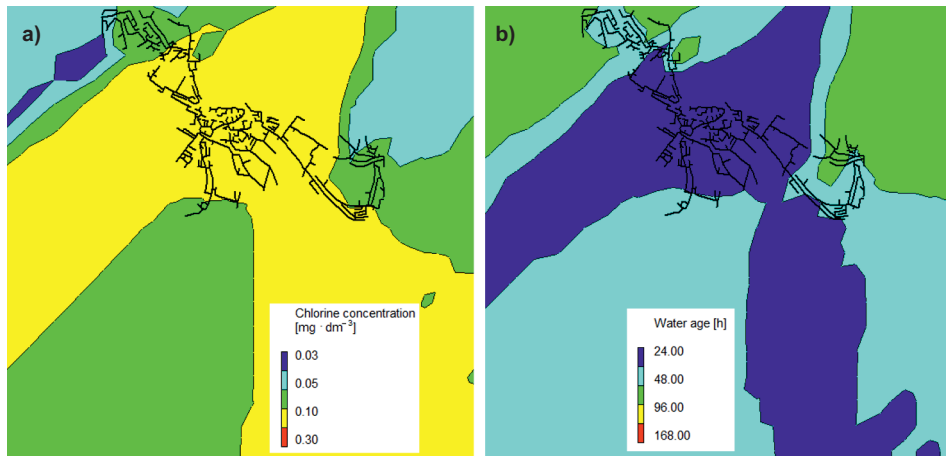 a)
Chlorine concentration
[mg · dm⁻³]
0.03
0.05
0.10
0.30
b)
Water age [h]
24.00
48.00
96.00
168.00